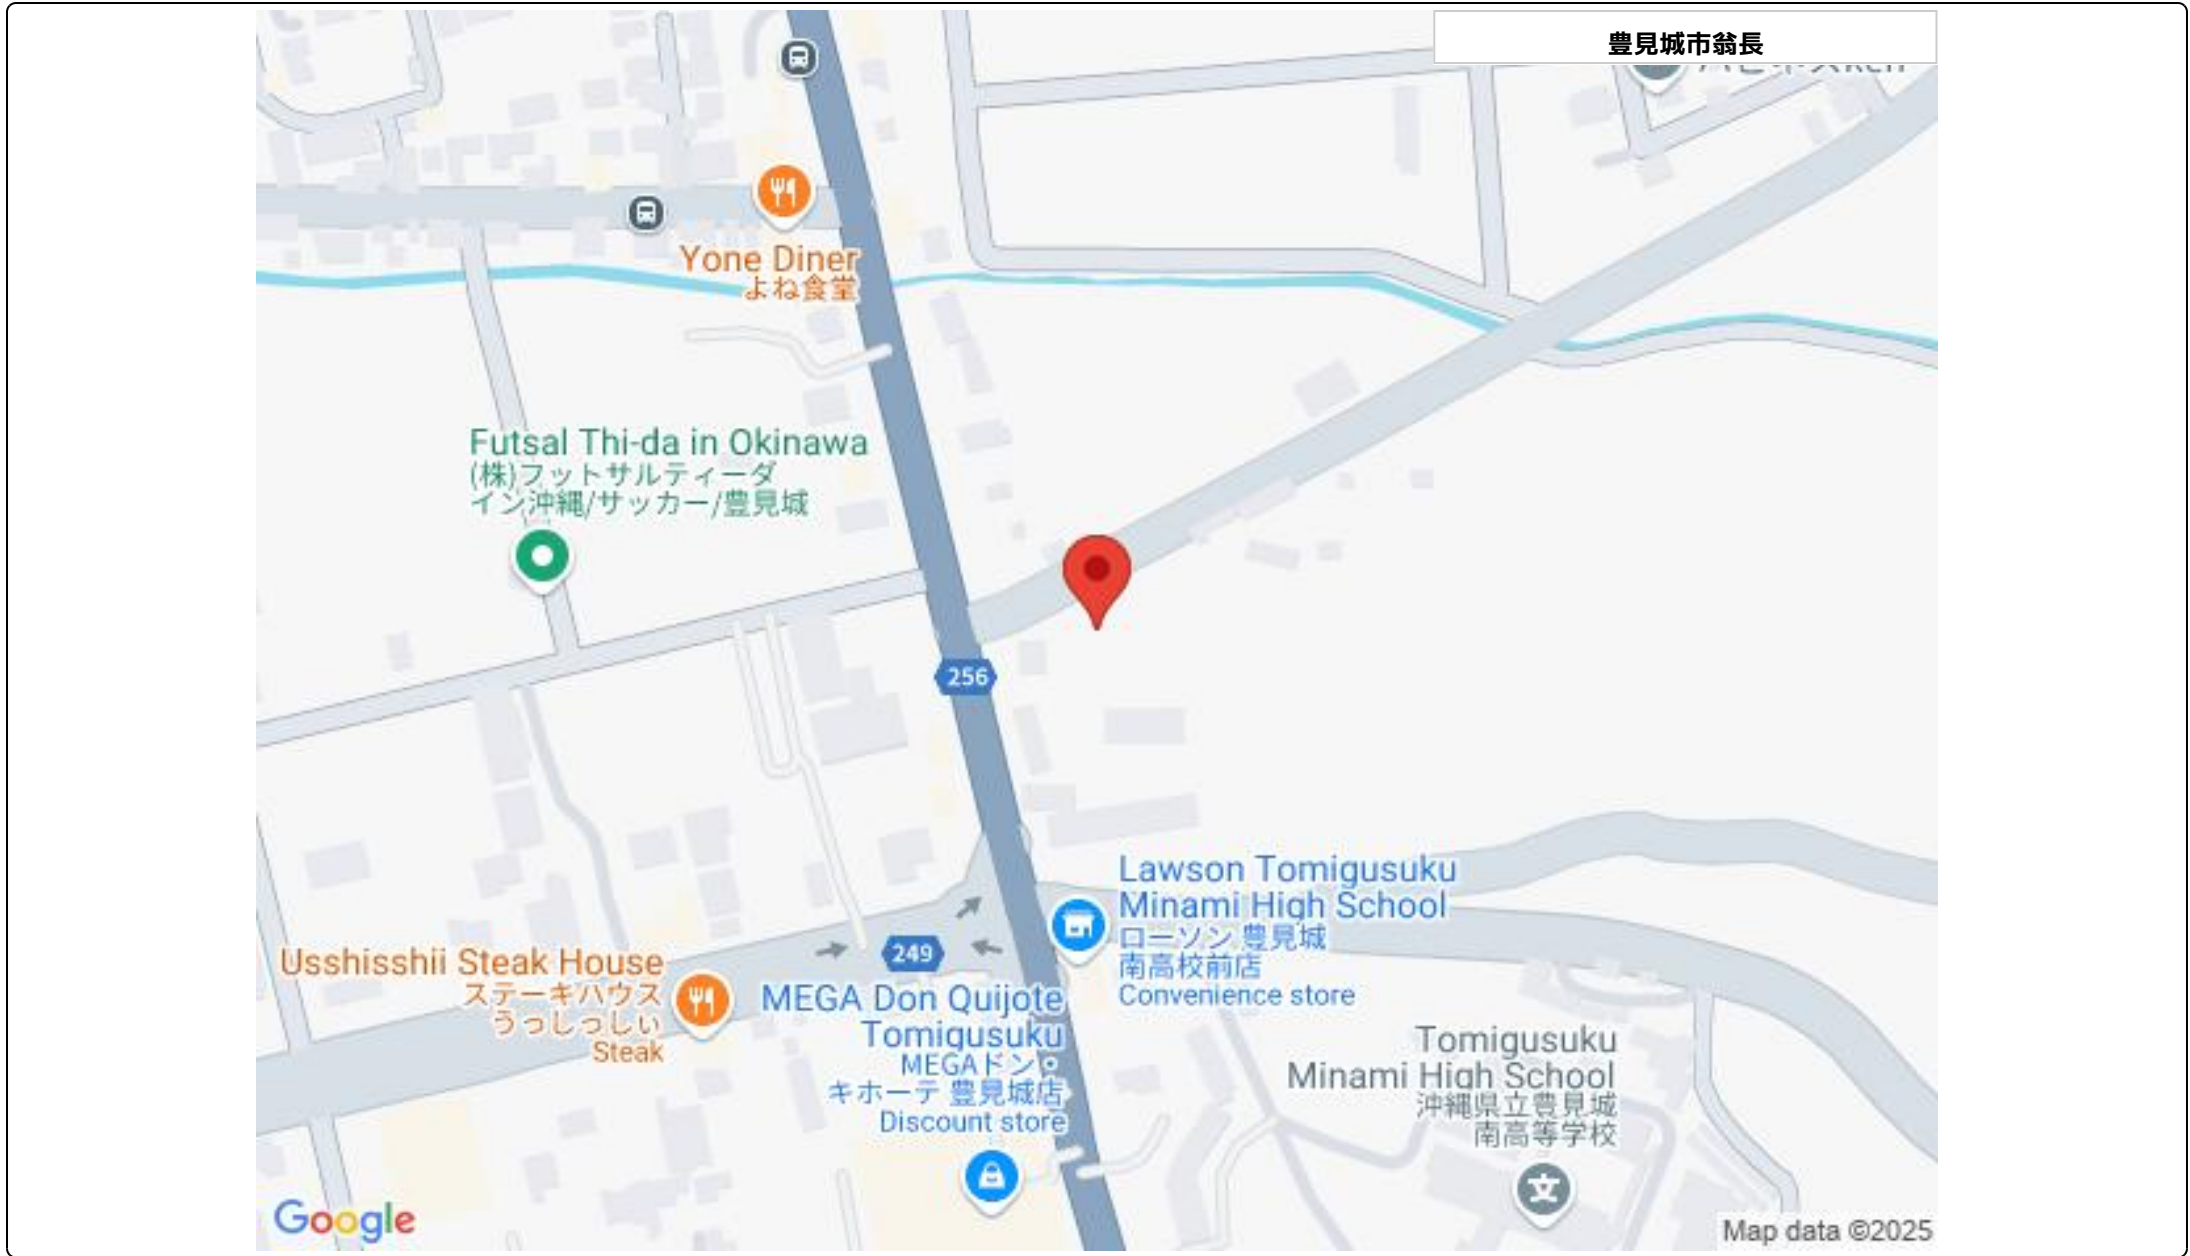 豊見城市翁長
Yone Diner
よね食堂
Futsal Thi-da in Okinawa
(株)フットサルティーダ
イン沖縄/サッカー/豊見城
256
Lawson Tomigusuku
Minami High School
ローソン 豊見城
南高校前店
Convenience store
249
Usshisshii Steak House
ステーキハウス
うっしっしい
Steak
MEGA Don Quijote
Tomigusuku
MEGAドン・
キホーテ 豊見城店
Discount store
Tomigusuku
Minami High School
沖縄県立豊見城
南高等学校
文
Google
Map data ©2025